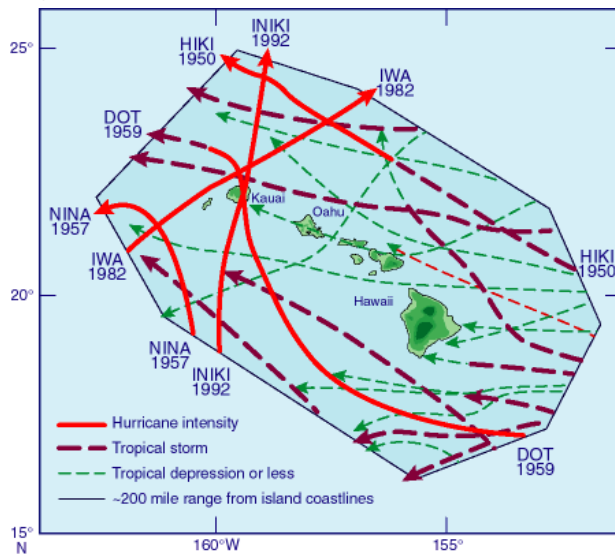 25°
INIKI
1992
HIKI
1950
IWA
1982
DOT
1959
Kauai
NINA
1957
Oahu
IWA
1982
HIKI
1950
20°
Hawaii
NINA
1957
INIKI
1992
Hurricane intensity
Tropical storm
Tropical depression or less
~200 mile range from island coastlines
DOT
1959
15°
N
160°W
155°